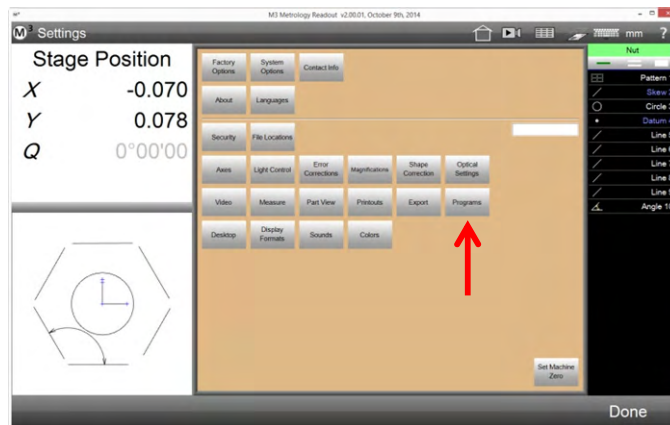 M3 Metrology Readout v2.00.01, October 9th, 2014
M3 Settings
mm ?
Stage Position
X -0.070
Y 0.078
Q 0°00'00
Factory Options System Options Contact Info
About Languages
Security File Locations
Axes Light Control Error Corrections Magnifications Shape Correction Optical Settings
Video Measure Part View Printouts Export Programs
Desktop Display Formats Sounds Colors
Set Machine Zero
Nut
Pattern
Skew
Circle
Datum
Line
Line
Line
Line
Line
Angle 10
Done